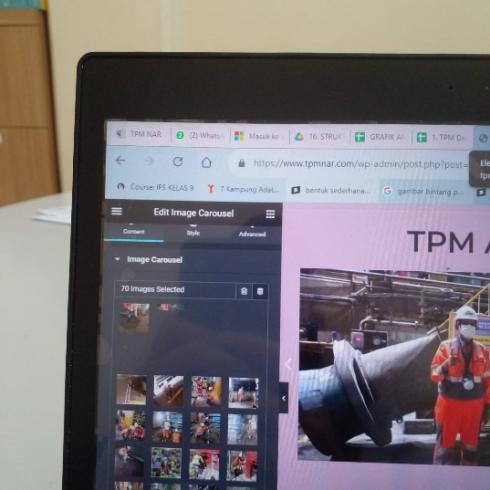 TPM NAR
(2) Whats
Masuk ke
16. STRUK
GRAFIK A
1. TPM D
https://www.tpmnar.com/wp-admin/post.php?post=
Ele
Course: IPS KELAS 9
7 Kampung Adat...
bentuk sederhana...
gambar bintang p...
Edit Image Carousel
Content
Style
Advanced
TPM A
Image Carousel
70 Images Selected